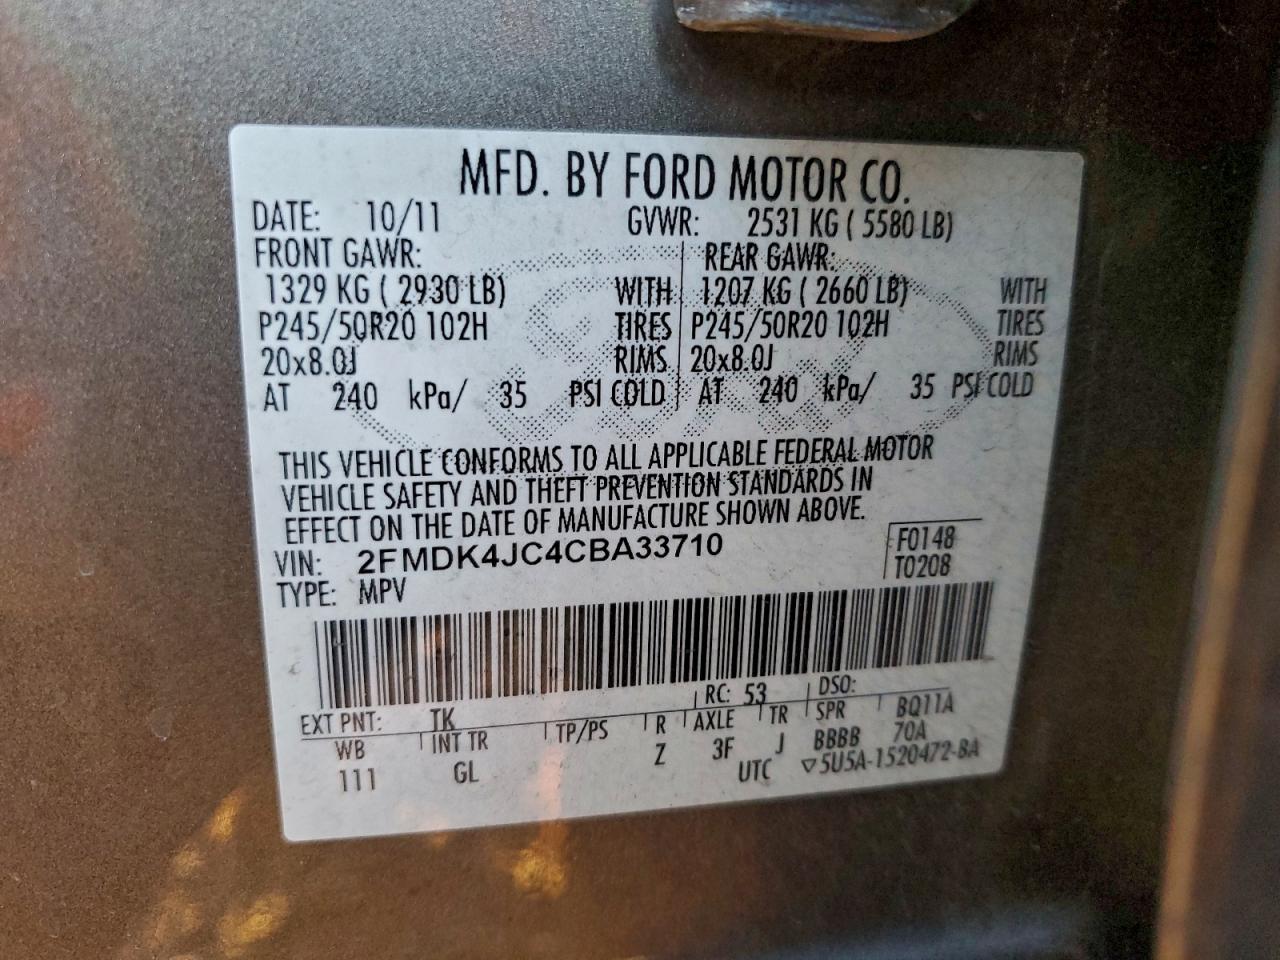 MFD. BY FORD MOTOR CO.
DATE: 10/11 GVWR: 2531 KG ( 5580 LB)
FRONT GAWR: REAR GAWR:
1329 KG ( 2930 LB) WITH 1207 KG ( 2660 LB) WITH
P245/50R20 102H TIRES P245/50R20 102H TIRES
20x8.0J RIMS 20x8.0J RIMS
AT 240 kPa/ 35 PSI COLD AT 240 kPa/ 35 PSI COLD
THIS VEHICLE CONFORMS TO ALL APPLICABLE FEDERAL MOTOR
VEHICLE SAFETY AND THEFT PREVENTION STANDARDS IN
EFFECT ON THE DATE OF MANUFACTURE SHOWN ABOVE.
VIN: 2FMDK4JC4CBA33710 F0148
TYPE: MPV T0208
RC: 53 DSO:
EXT PNT: TK
WB INT TR TP/PS R AXLE TR SPR BQ11A
111 GL Z 3F J BBBB 70A
UTC ▽5U5A-1520472-BA